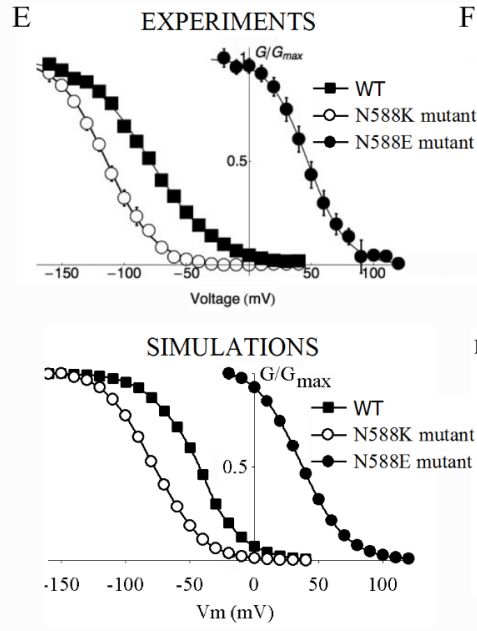 E
EXPERIMENTS
F
G/Gmax
WT
N588K mutant
N588E mutant
0.5
−150
−100
−50
50
100
Voltage (mV)
SIMULATIONS
G/Gmax
WT
N588K mutant
N588E mutant
0.5
-150
-100
-50
0
50
100
Vm (mV)